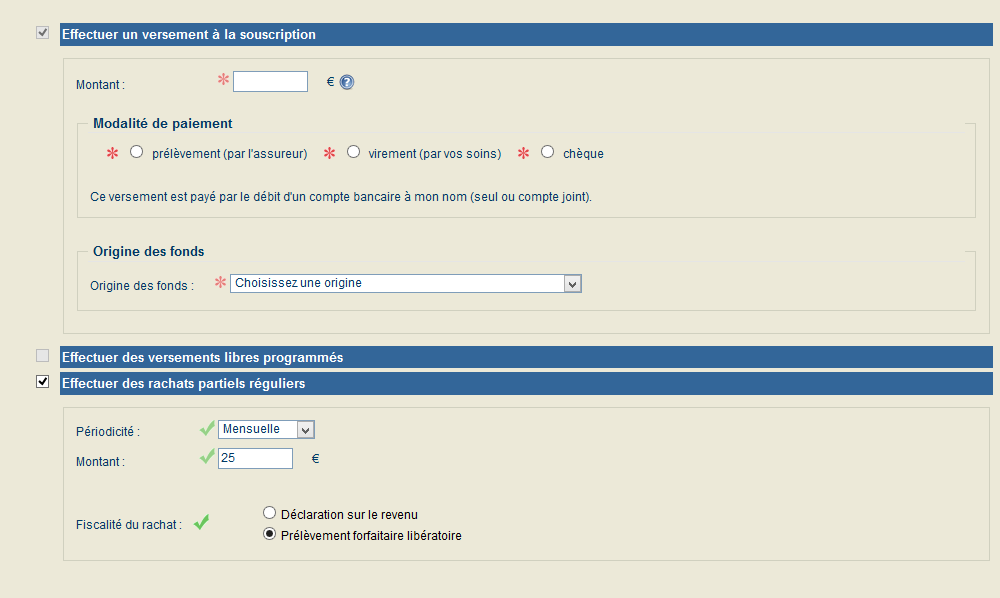 Effectuer un versement à la souscription
Montant : * €
Modalité de paiement
* prélèvement (par l'assureur) * virement (par vos soins) * chèque
Ce versement est payé par le débit d'un compte bancaire à mon nom (seul ou compte joint).
Origine des fonds
Origine des fonds : * Choisissez une origine
Effectuer des versements libres programmés
Effectuer des rachats partiels réguliers
Périodicité : Mensuelle
Montant : 25 €
Déclaration sur le revenu
Fiscalité du rachat :
Prélèvement forfaitaire libératoire